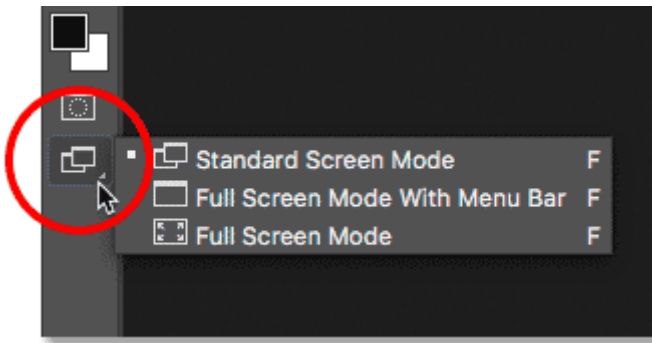 Standard Screen Mode F
Full Screen Mode With Menu Bar F
Full Screen Mode F